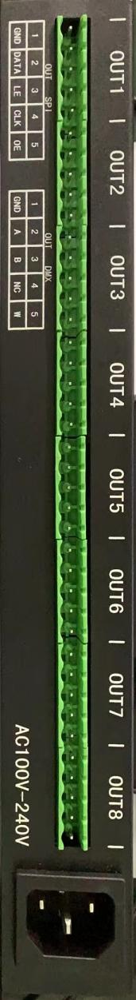 OUT1
OUT2
OUT3
OUT4
OUT5
OUT6
OUT7
OUT8
OUT SPI
1 2 3 4 5
GND DATA LE CLK OE
OUT DMX
1 2 3 4 5
GND A B NC W
AC100V-240V